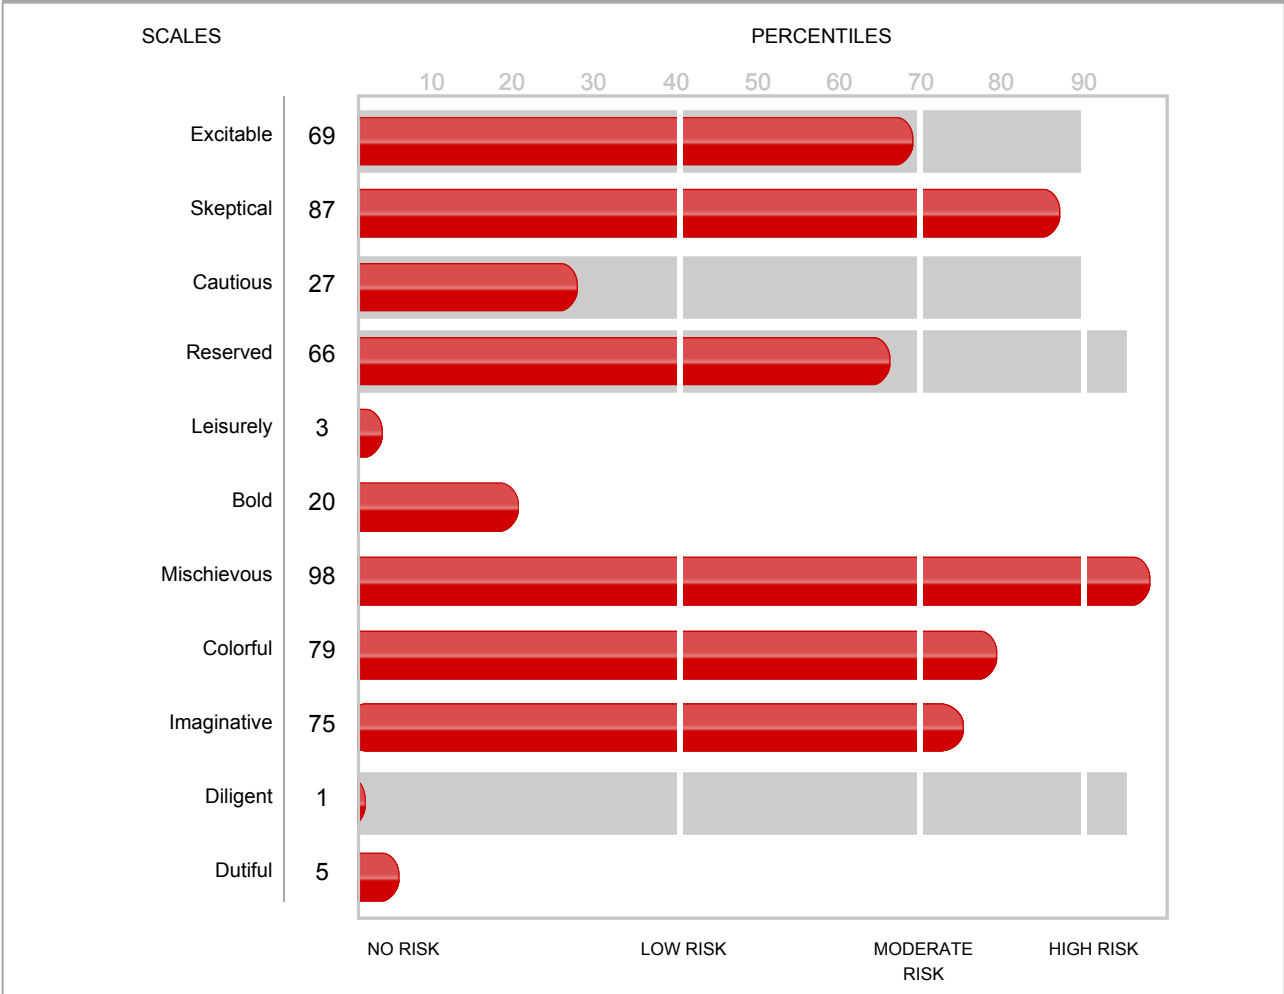 SCALES PERCENTILES
10 20 30 40 50 60 70 80 90
Excitable 69
Skeptical 87
Cautious 27
Reserved 66
Leisurely 3
Bold 20
Mischievous 98
Colorful 79
Imaginative 75
Diligent 1
Dutiful 5
NO RISK LOW RISK MODERATE RISK HIGH RISK